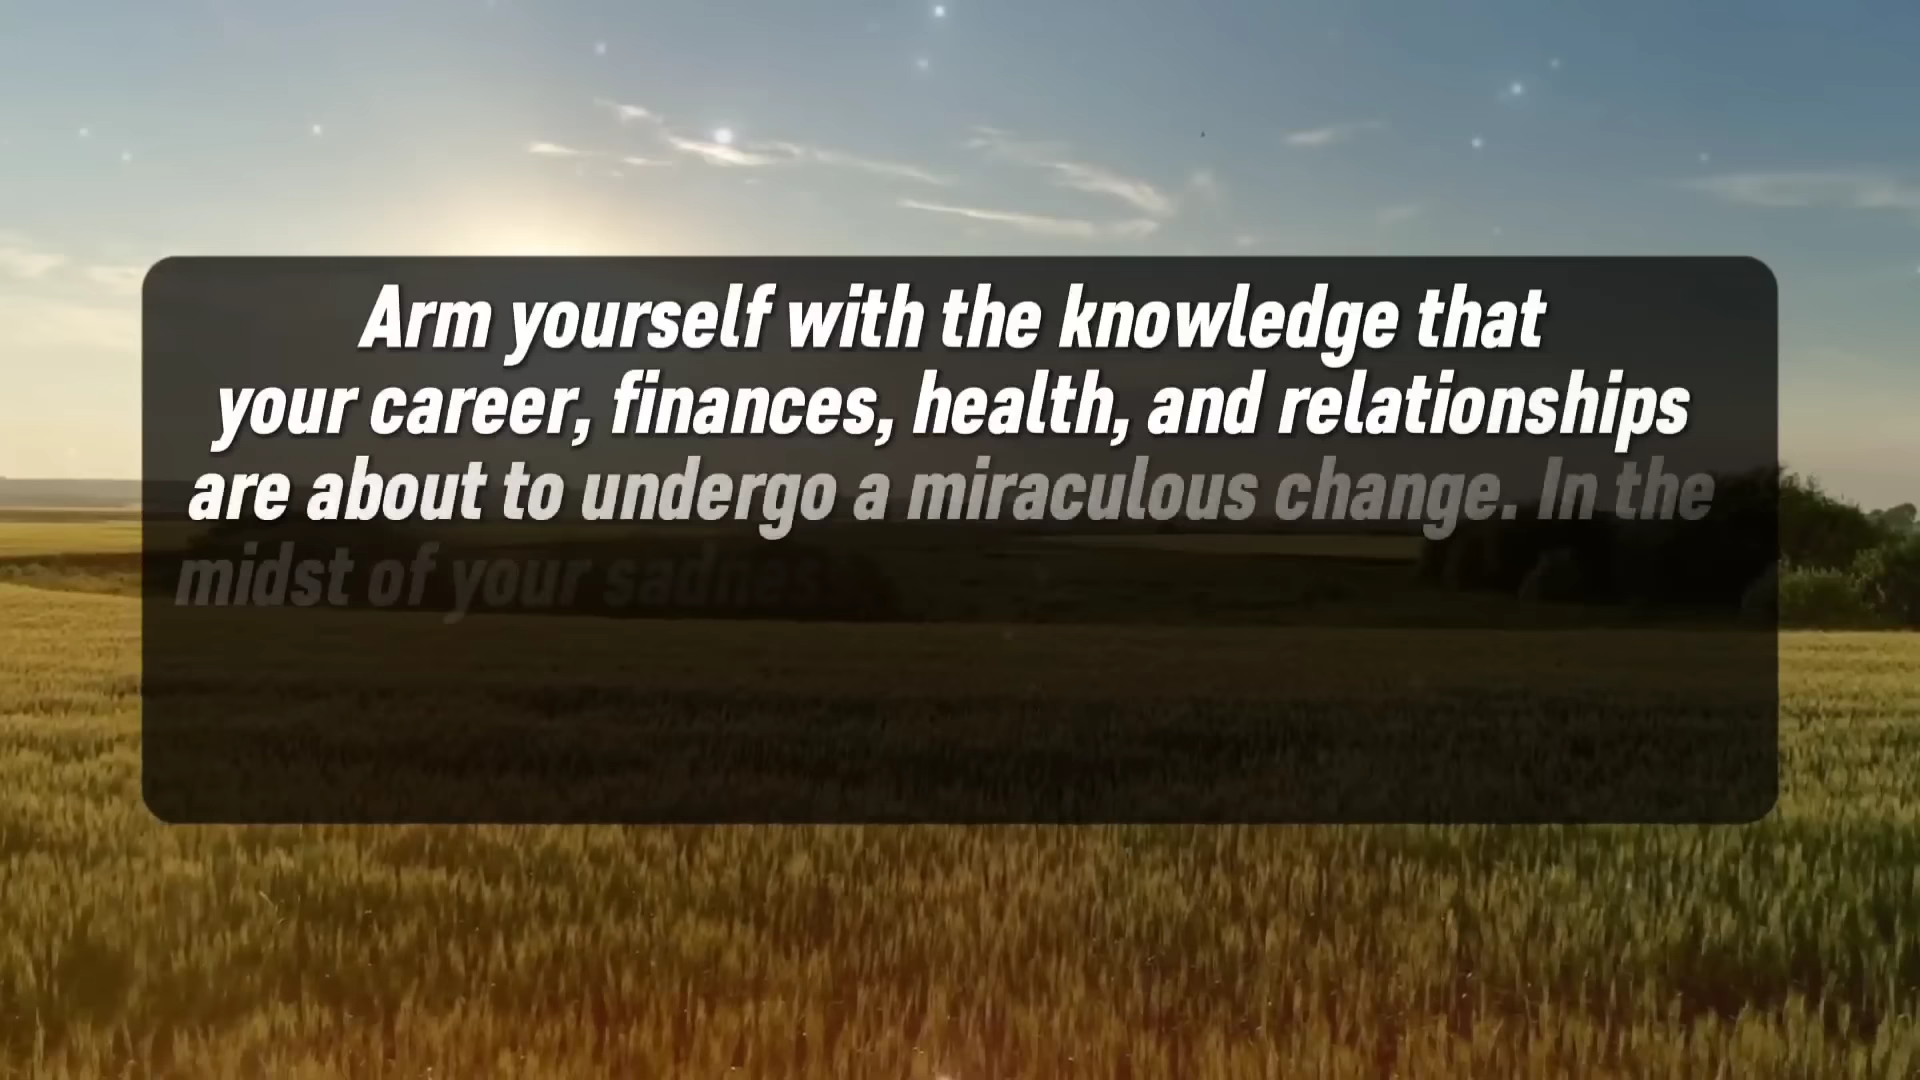 Arm yourself with the knowledge that
your career, finances, health, and relationships
are about to undergo a miraculous change. In the
midst of your sadnes